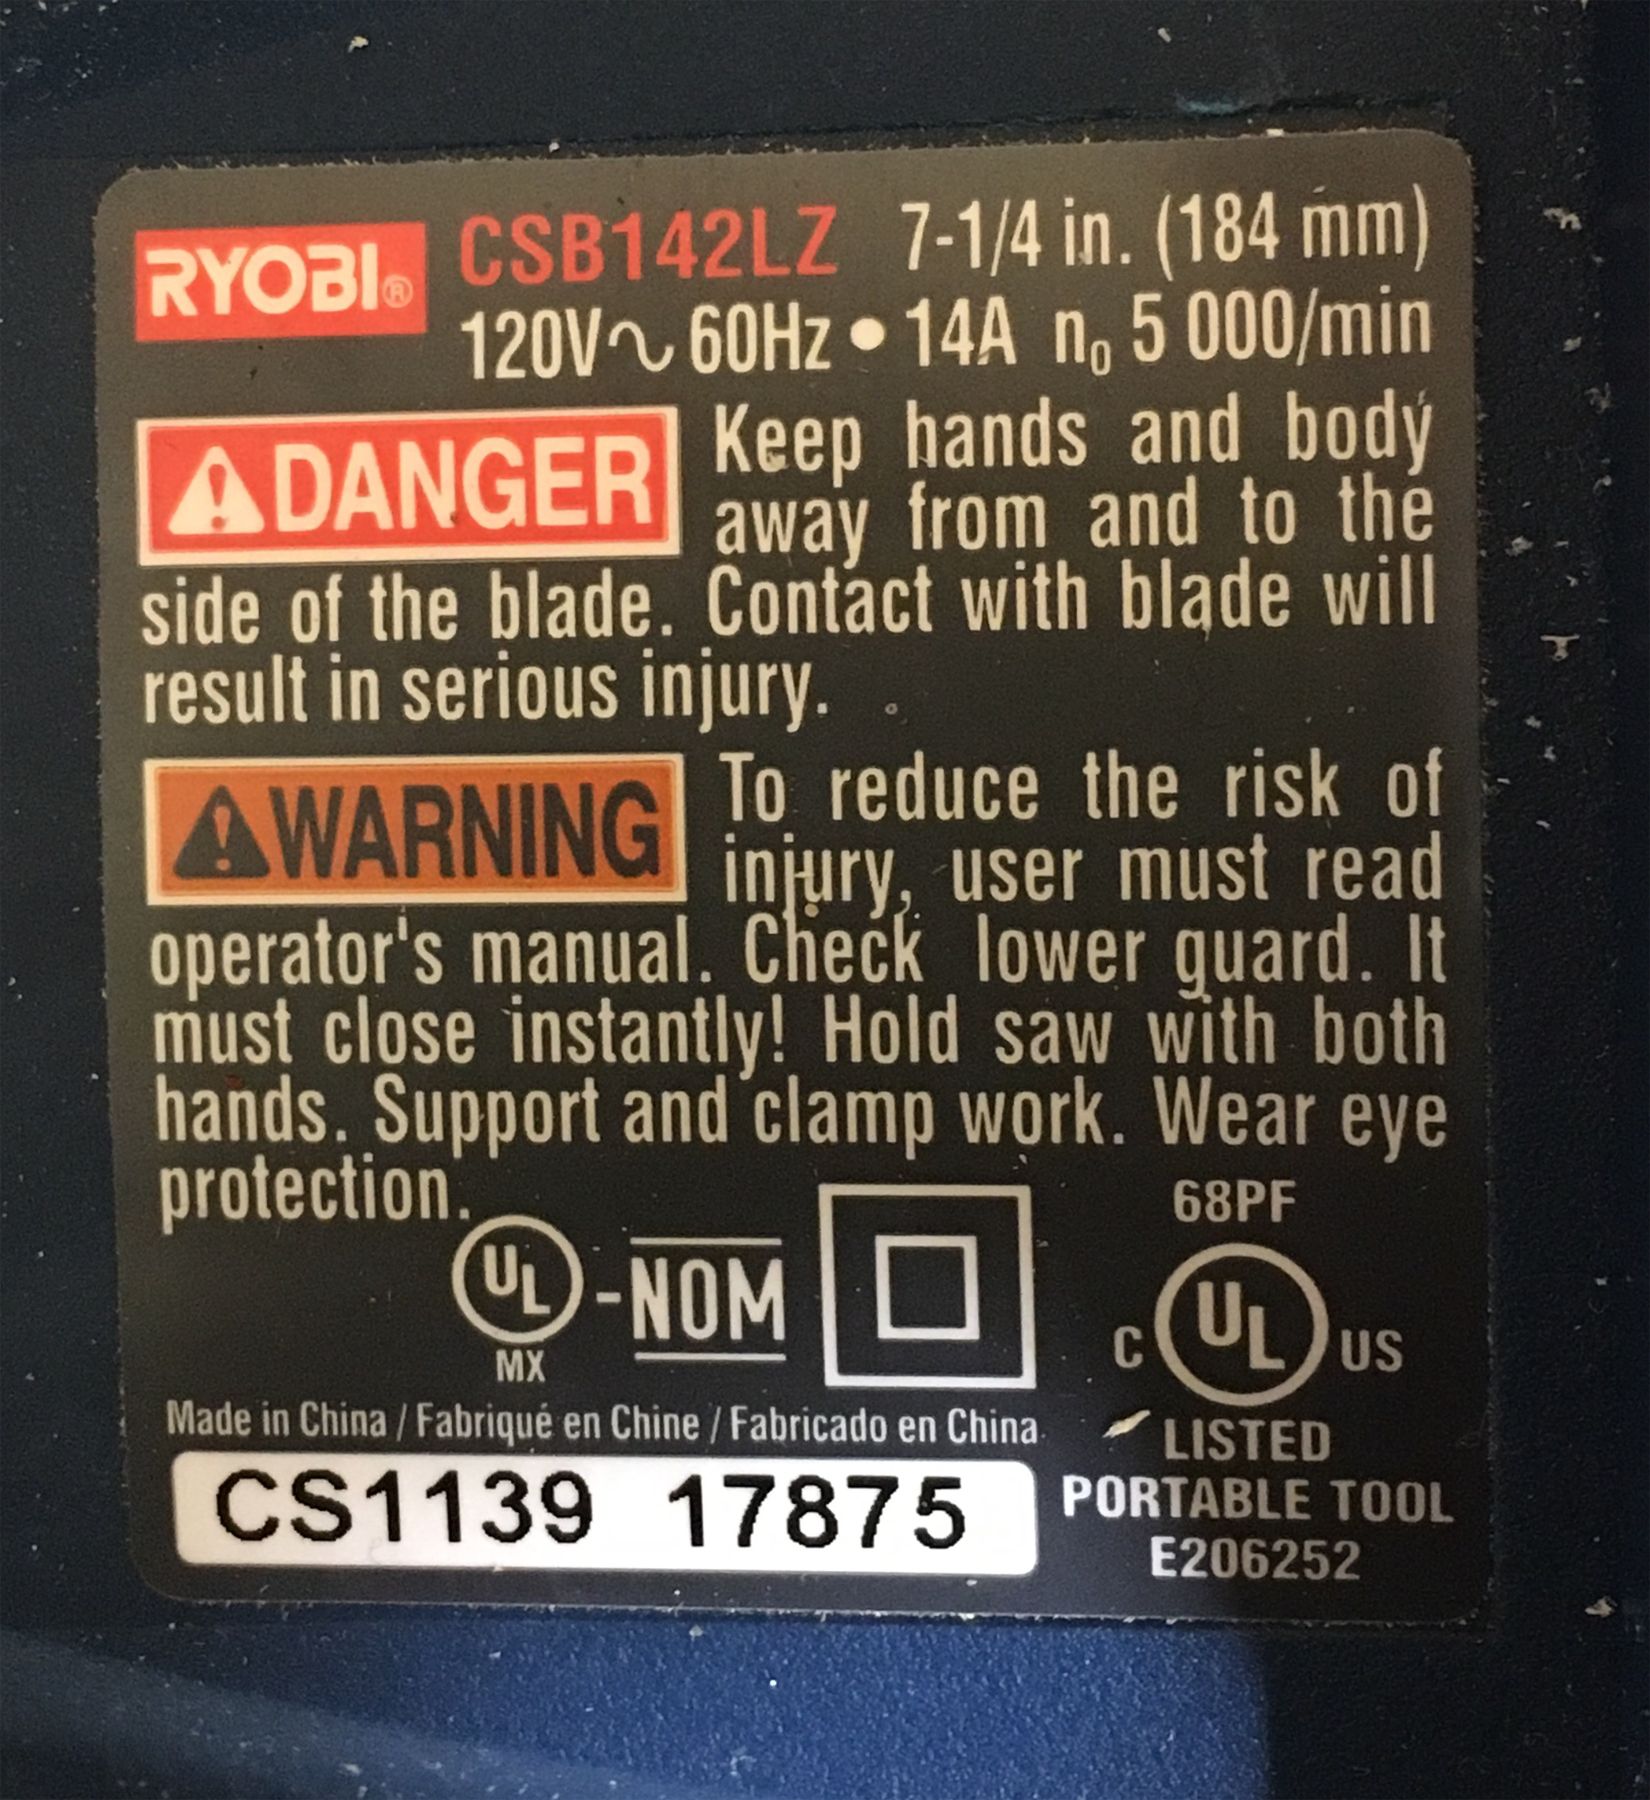 RYOBI® CSB142LZ 7-1/4 in. (184 mm)
120V∿60Hz • 14A n₀ 5 000/min
⚠DANGER Keep hands and body
away from and to the
side of the blade. Contact with blade will
result in serious injury.
⚠WARNING To reduce the risk of
injury, user must read
operator's manual. Check lower guard. It
must close instantly! Hold saw with both
hands. Support and clamp work. Wear eye
protection.
UL
MX
-NOM
68PF
C UL US
LISTED
PORTABLE TOOL
E206252
Made in China / Fabriqué en Chine / Fabricado en China
CS1139 17875